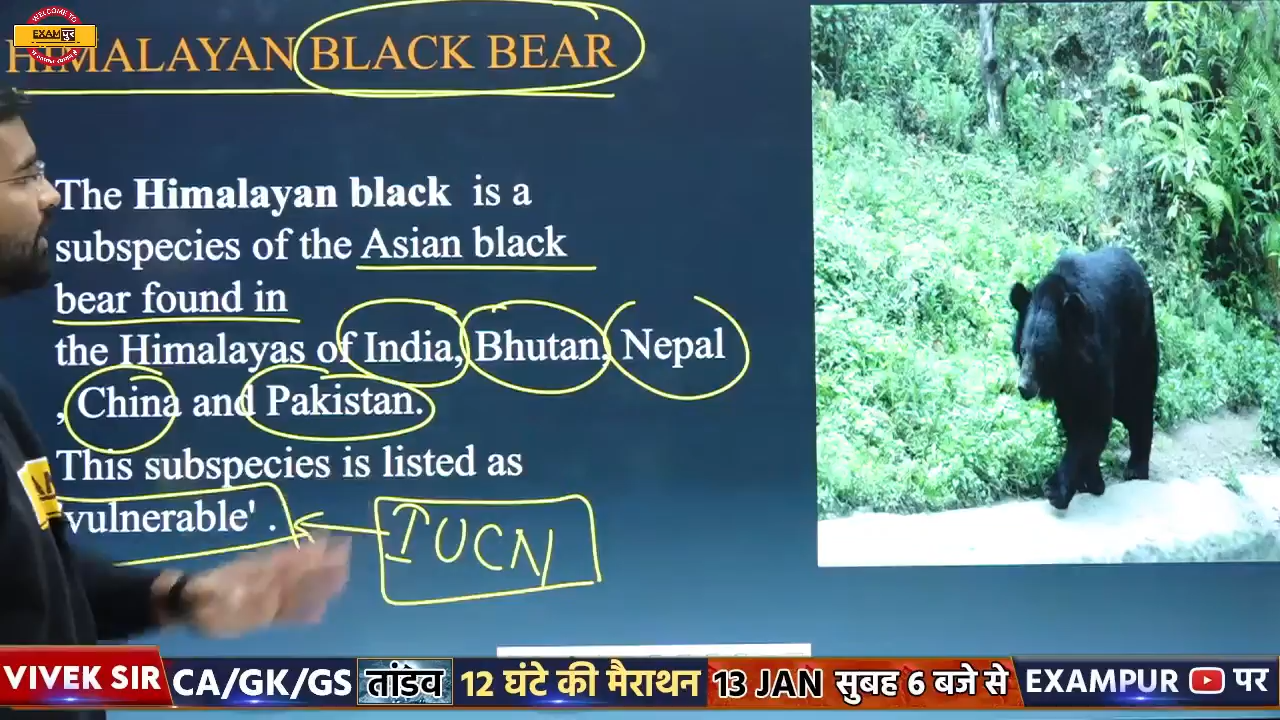 WELCOME TO
EXAMपुर
HIMALAYAN BLACK BEAR
The Himalayan black is a
subspecies of the Asian black
bear found in
the Himalayas of India, Bhutan, Nepal
, China and Pakistan.
This subspecies is listed as
'vulnerable' .
IUCN
VIVEK SIR
CA/GK/GS तांडव 12 घंटे की मैराथन 13 JAN सुबह 6 बजे से EXAMPUR पर